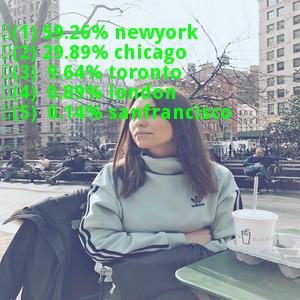 (1) 59.26% newyork
(2) 29.89% chicago
(3) 9.64% toronto
(4) 0.89% london
(5) 0.14% sanfrancisco